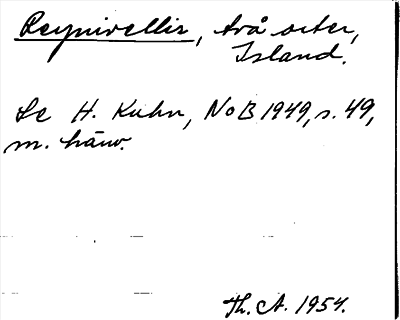 Reynivellir, två orter,
Island.
Se H. Kuhn, NoB 1949, s. 49,
m. hänv.
Th. A. 1954.